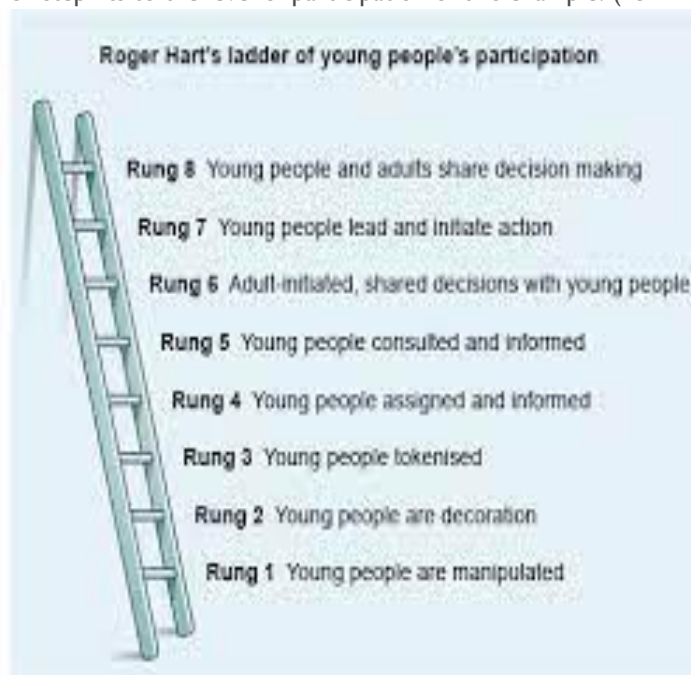 Roger Hart's ladder of young people's participation
Rung 8 Young people and adults share decision making
Rung 7 Young people lead and initiate action
Rung 6 Adult-initiated, shared decisions with young people
Rung 5 Young people consulted and informed
Rung 4 Young people assigned and informed
Rung 3 Young people tokenised
Rung 2 Young people are decoration
Rung 1 Young people are manipulated